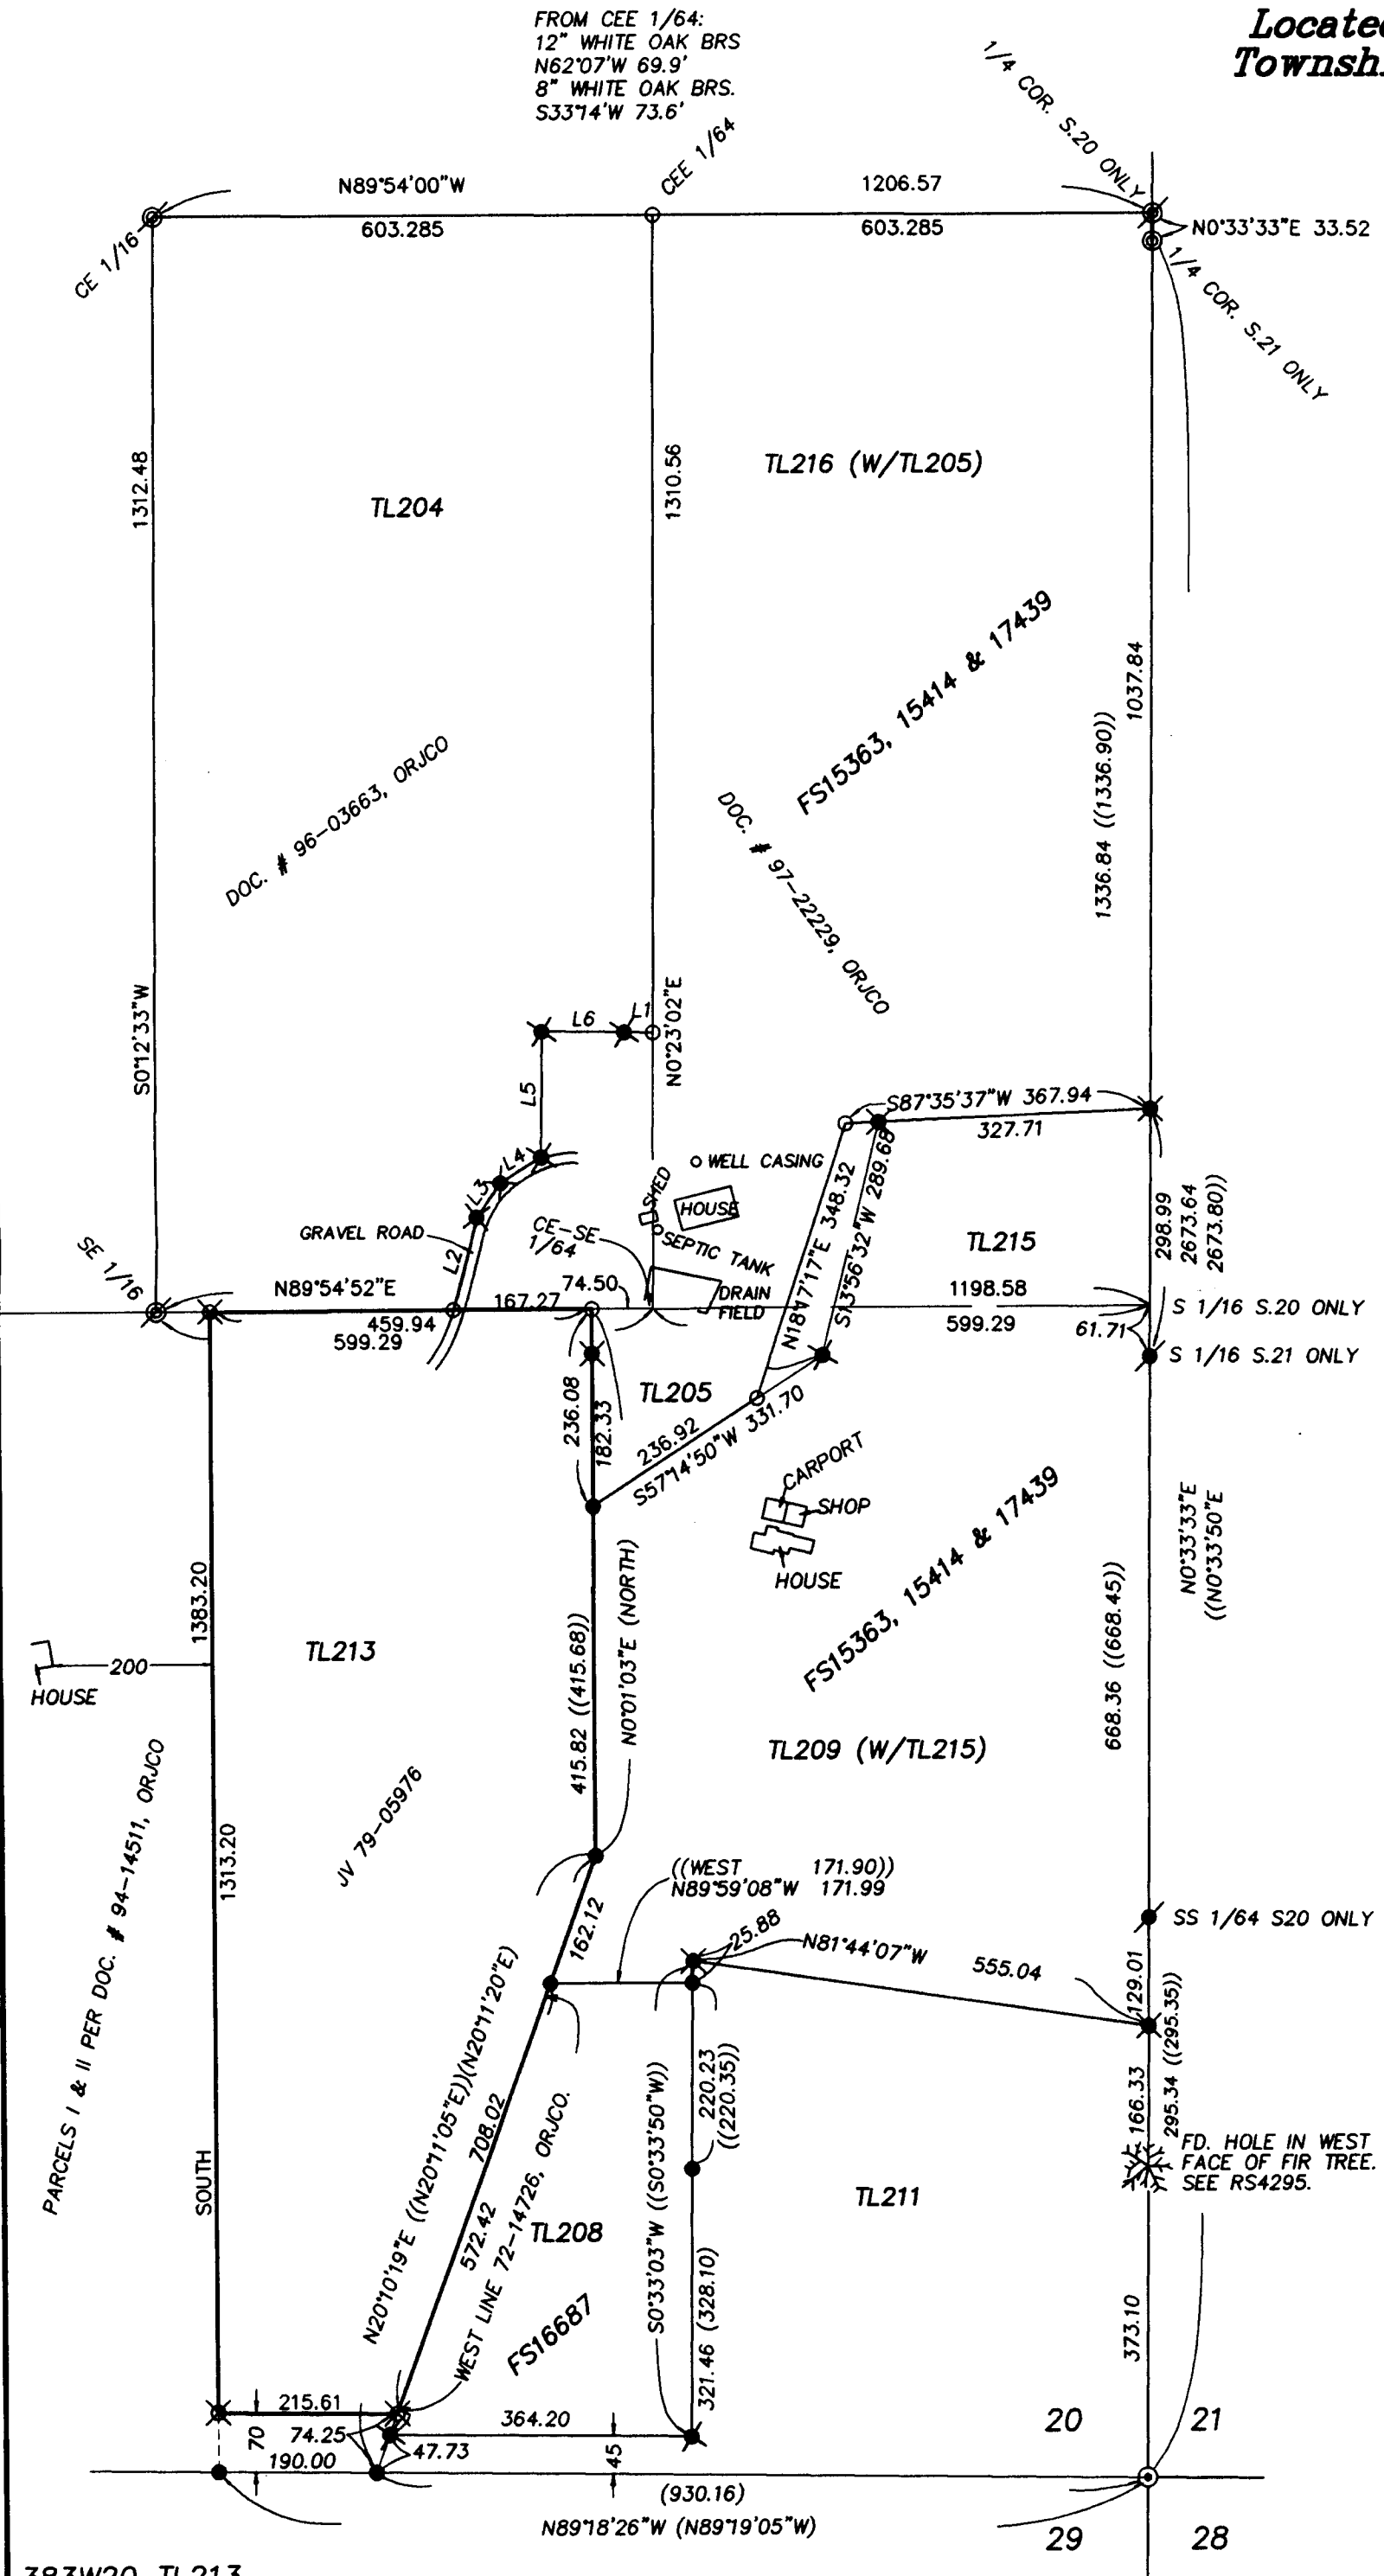 FROM CEE 1/64:
12" WHITE OAK BRS
N62°07'W 69.9'
8" WHITE OAK BRS.
S33°14'W 73.6'
Located
Townsh
1/4 COR. S.20 ONLY
CEE 1/64
N89°54'00"W
1206.57
603.285
603.285
N0°33'33"E 33.52
CE 1/16
1/4 COR. S.21 ONLY
1312.48
1310.56
TL204
TL216 (W/TL205)
FS15363, 15414 & 17439
1037.84
1336.84 ((1336.90))
DOC. # 96-03663, ORJCO
DOC. # 97-22229, ORJCO
S0°12'33"W
N0°23'02"E
L6
L1
L5
S87°35'37"W 367.94
327.71
L4
L3
L2
WELL CASING
SHED
HOUSE
SEPTIC TANK
DRAIN
FIELD
GRAVEL ROAD
CE-SE
1/64
N18°17'17"E 348.32
S13°56'32"W 289.68
TL215
298.99
2673.64
2673.80))
SE 1/16
N89°54'52"E
74.50
167.27
459.94
599.29
1198.58
599.29
61.71
S 1/16 S.20 ONLY
S 1/16 S.21 ONLY
236.08
182.33
TL205
236.92
S57°14'50"W 331.70
CARPORT
SHOP
HOUSE
FS15363, 15414 & 17439
N0°33'33"E
((N0°33'50"E
668.36 ((668.45))
1383.20
200
HOUSE
TL213
415.82 ((415.68))
N0°01'03"E (NORTH)
TL209 (W/TL215)
PARCELS I & II PER DOC. # 94-14511, ORJCO
1313.20
JV 79-05976
((WEST 171.90))
N89°59'08"W 171.99
162.12
25.88
N81°44'07"W 555.04
SS 1/64 S20 ONLY
129.01
295.34 ((295.35))
166.33
N20°10'19"E ((N20°11'05"E))(N20°11'20"E)
708.02
572.42
WEST LINE 72-14726, ORJCO.
S0°33'03"W ((S0°33'50"W))
220.23
((220.35))
FD. HOLE IN WEST
FACE OF FIR TREE.
SEE RS4295.
TL211
TL208
SOUTH
FS16687
321.46 (328.10)
373.10
215.61
74.25
70
190.00
47.73
364.20
45
20
21
(930.16)
N89°18'26"W (N89°19'05"W)
29
28
383W20 TL213